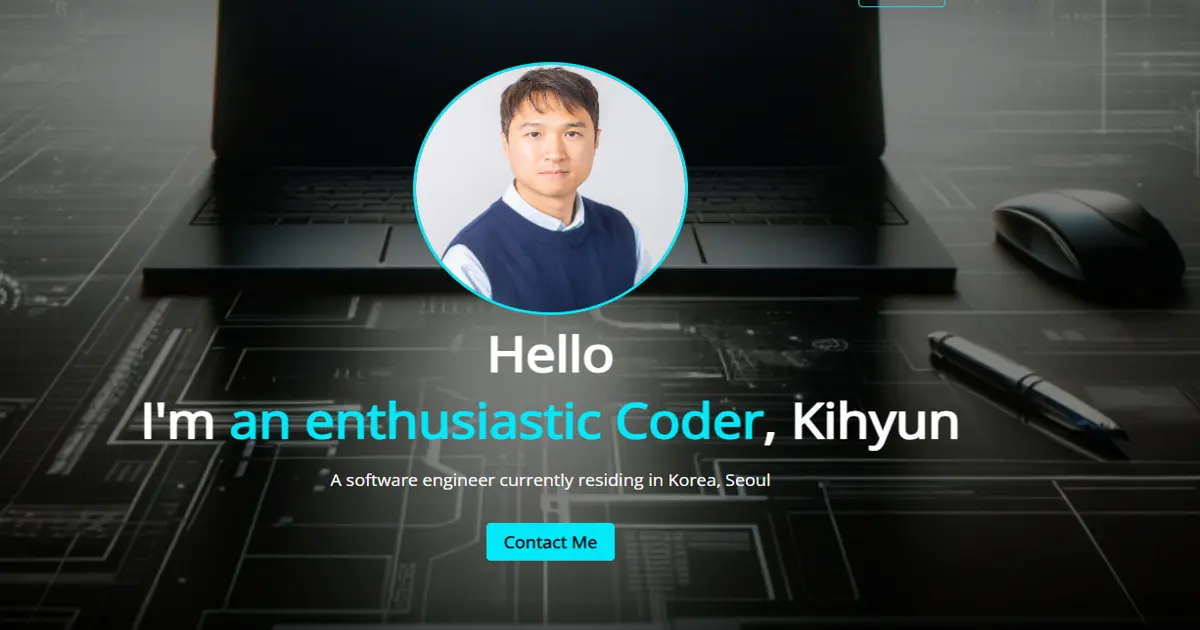 Hello
I'm an enthusiastic Coder, Kihyun
A software engineer currently residing in Korea, Seoul
Contact Me